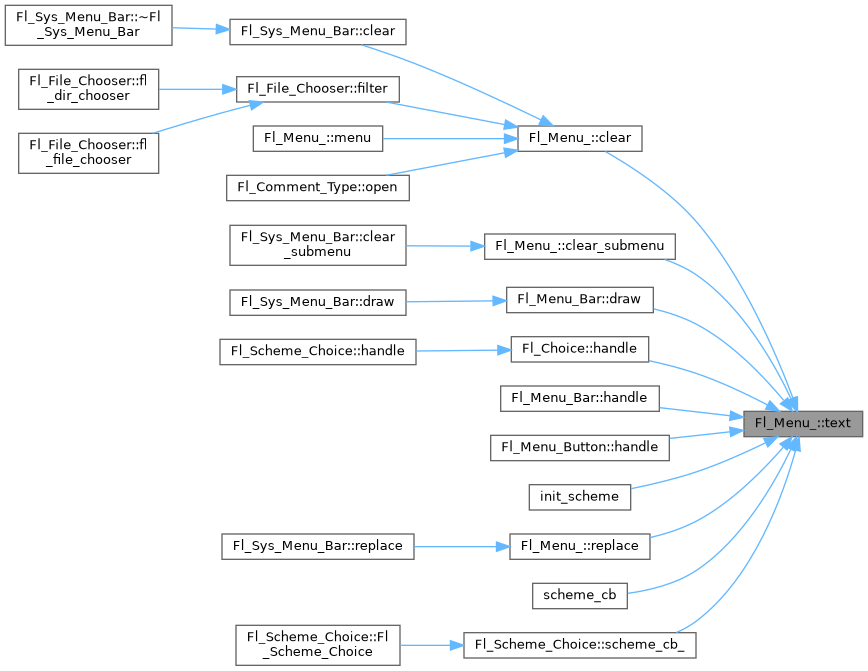 Fl_Sys_Menu_Bar::~Fl
_Sys_Menu_Bar
Fl_Sys_Menu_Bar::clear
Fl_File_Chooser::fl
_dir_chooser
Fl_File_Chooser::filter
Fl_File_Chooser::fl
_file_chooser
Fl_Menu_::menu
Fl_Menu_::clear
Fl_Comment_Type::open
Fl_Sys_Menu_Bar::clear
_submenu
Fl_Menu_::clear_submenu
Fl_Sys_Menu_Bar::draw
Fl_Menu_Bar::draw
Fl_Scheme_Choice::handle
Fl_Choice::handle
Fl_Menu_Bar::handle
Fl_Menu_::text
Fl_Menu_Button::handle
init_scheme
Fl_Sys_Menu_Bar::replace
Fl_Menu_::replace
scheme_cb
Fl_Scheme_Choice::Fl
_Scheme_Choice
Fl_Scheme_Choice::scheme_cb_